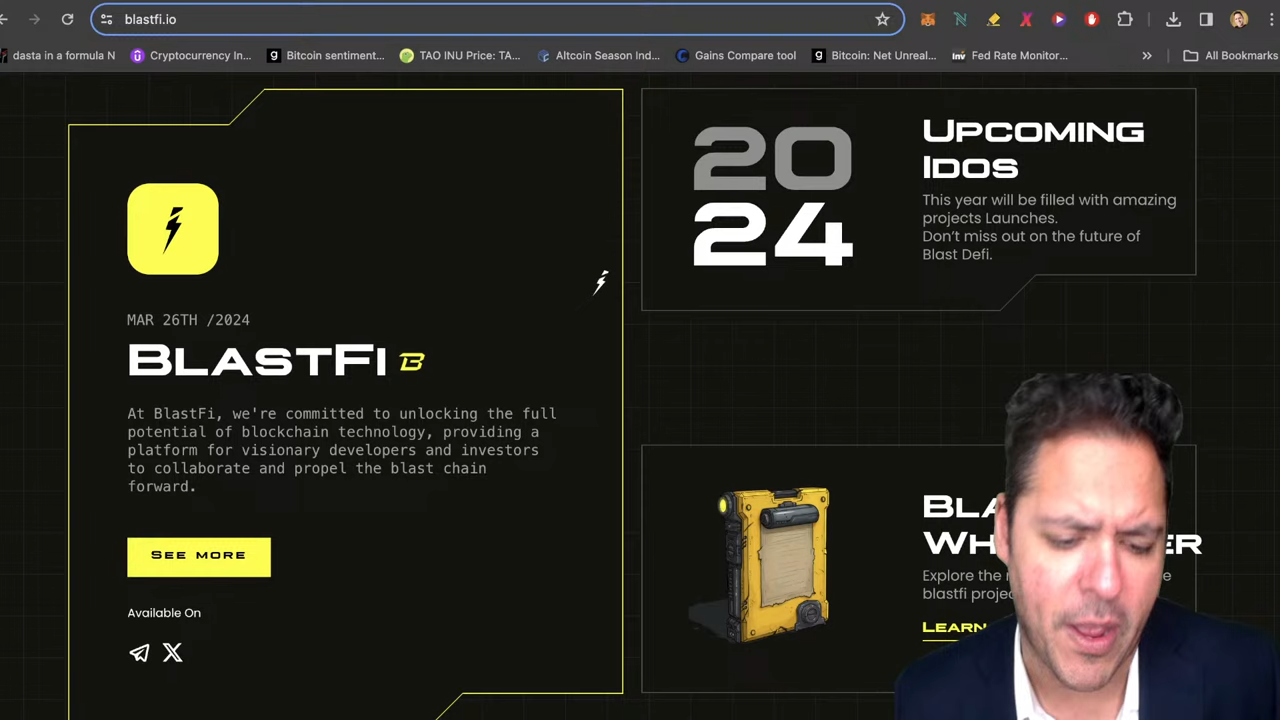 blastfi.io
dasta in a formula N
Cryptocurrency In...
Bitcoin sentiment...
TAO INU Price: TA...
Altcoin Season Ind...
Gains Compare tool
Bitcoin: Net Unreal...
Fed Rate Monitor...
All Bookmarks
MAR 26TH /2024
BlastFi
At BlastFi, we're committed to unlocking the full
potential of blockchain technology, providing a
platform for visionary developers and investors
to collaborate and propel the blast chain
forward.
See more
Available On
2024
Upcoming
Idos
This year will be filled with amazing
projects Launches.
Don't miss out on the future of
Blast Defi.
Explore the
blastfi
Learn